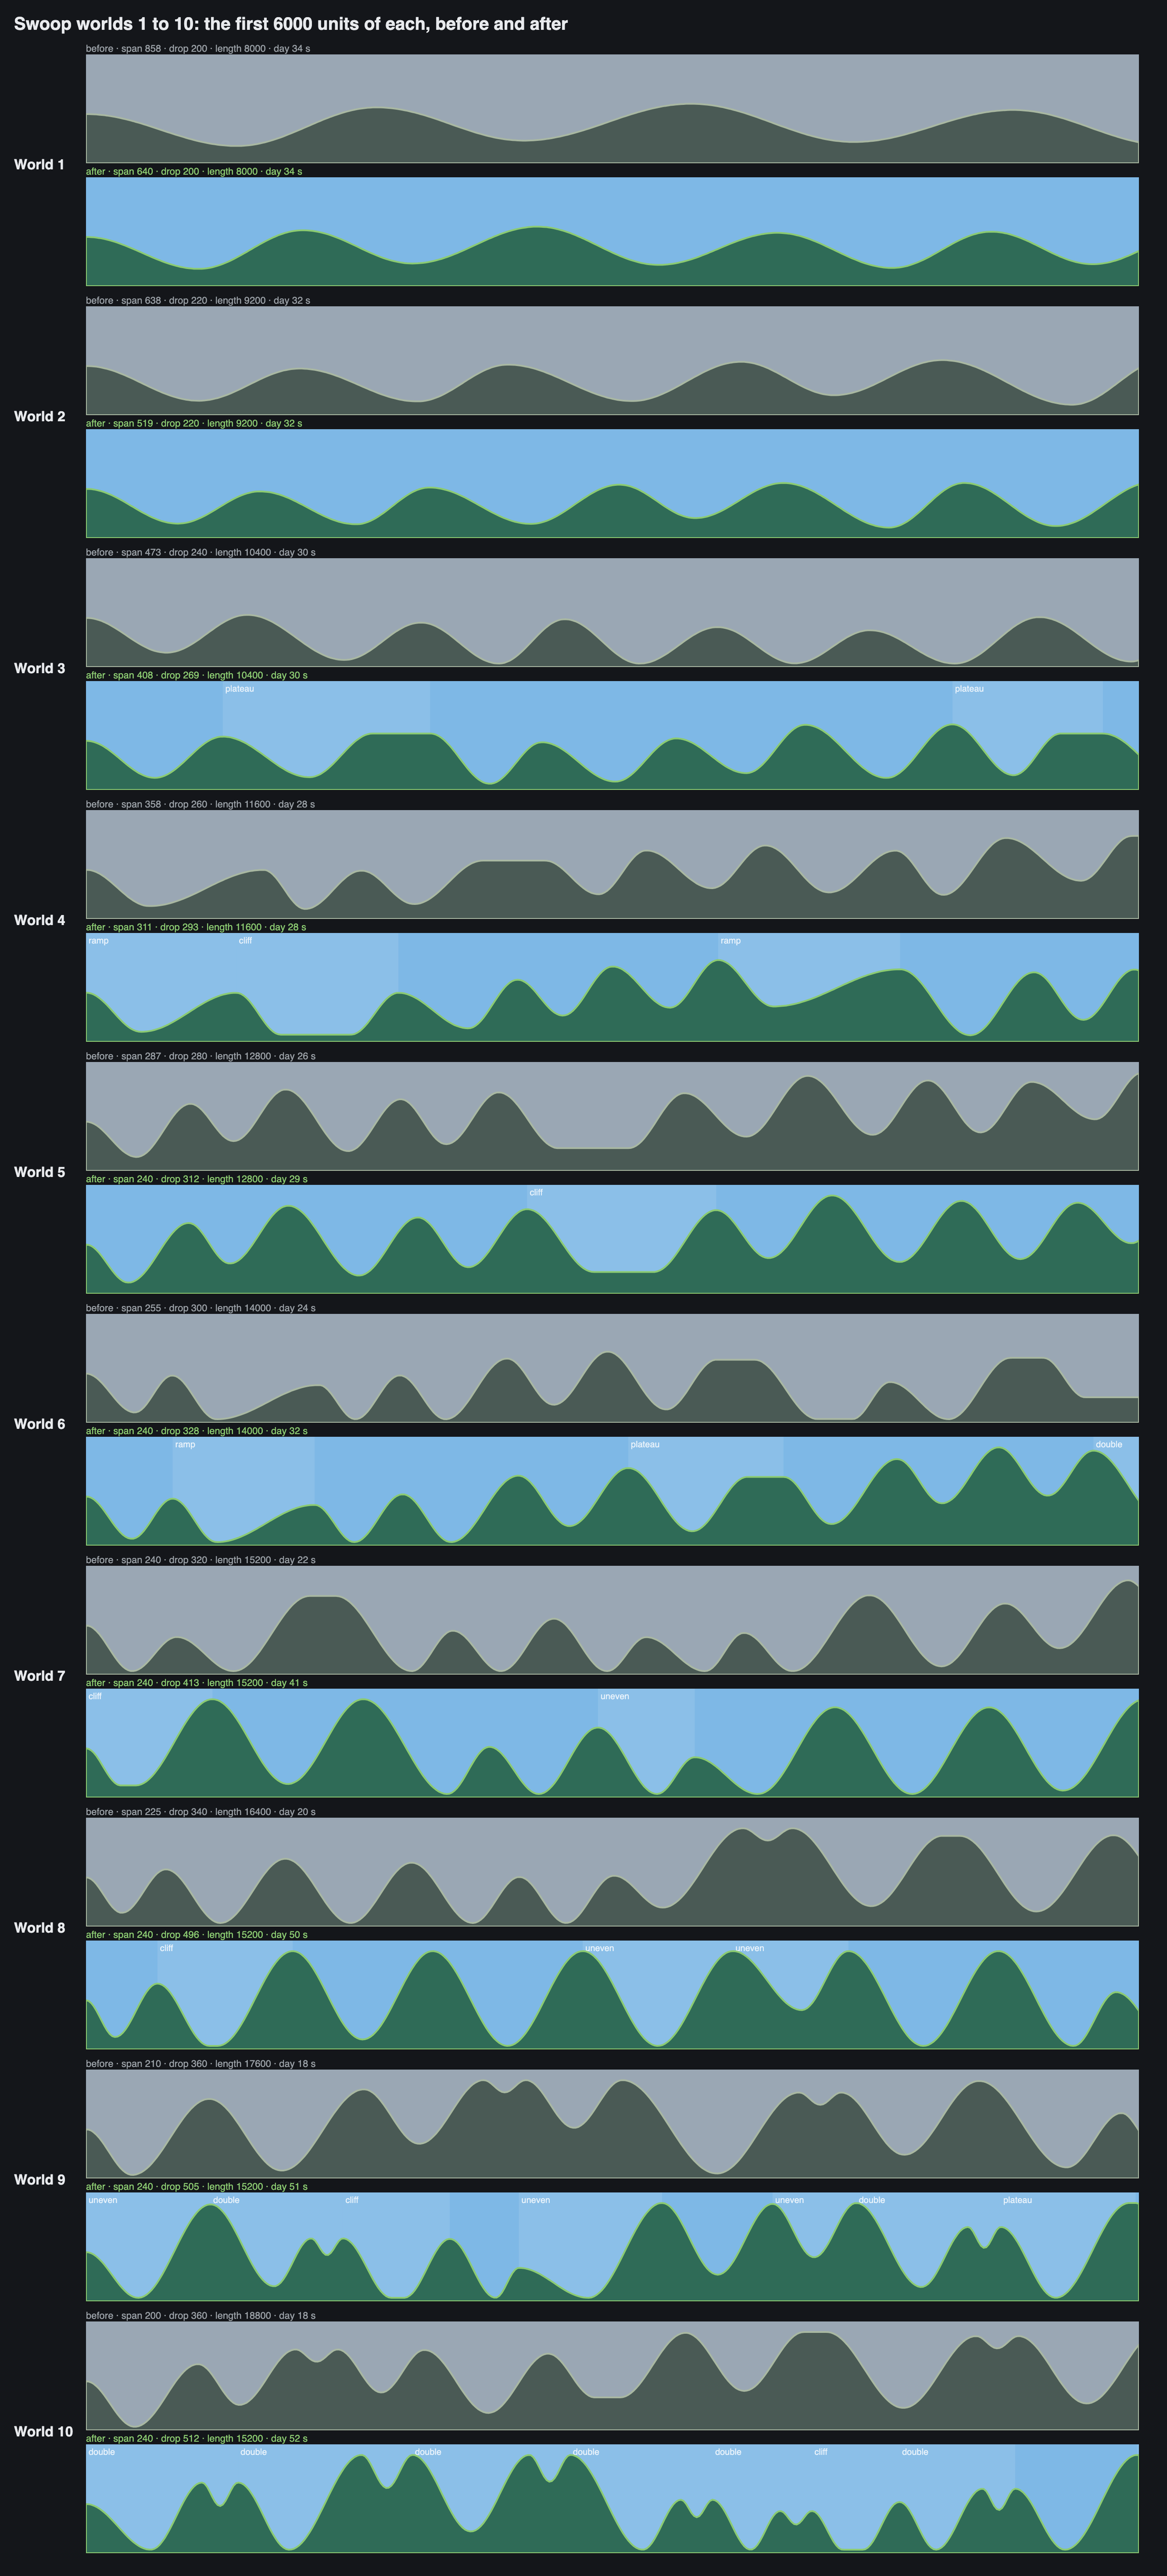 Swoop worlds 1 to 10: the first 6000 units of each, before and after
before · span 858 · drop 200 · length 8000 · day 34 s
World 1
after · span 640 · drop 200 · length 8000 · day 34 s
before · span 638 · drop 220 · length 9200 · day 32 s
World 2
after · span 519 · drop 220 · length 9200 · day 32 s
before · span 473 · drop 240 · length 10400 · day 30 s
World 3
after · span 408 · drop 269 · length 10400 · day 30 s
plateau plateau
before · span 358 · drop 260 · length 11600 · day 28 s
World 4
after · span 311 · drop 293 · length 11600 · day 28 s
ramp cliff ramp
before · span 287 · drop 280 · length 12800 · day 26 s
World 5
after · span 240 · drop 312 · length 12800 · day 29 s
cliff
before · span 255 · drop 300 · length 14000 · day 24 s
World 6
after · span 240 · drop 328 · length 14000 · day 32 s
ramp plateau double
before · span 240 · drop 320 · length 15200 · day 22 s
World 7
after · span 240 · drop 413 · length 15200 · day 41 s
cliff uneven
before · span 225 · drop 340 · length 16400 · day 20 s
World 8
after · span 240 · drop 496 · length 15200 · day 50 s
cliff uneven uneven
before · span 210 · drop 360 · length 17600 · day 18 s
World 9
after · span 240 · drop 505 · length 15200 · day 51 s
uneven double cliff uneven uneven double plateau
before · span 200 · drop 360 · length 18800 · day 18 s
World 10
after · span 240 · drop 512 · length 15200 · day 52 s
double double double double double cliff double